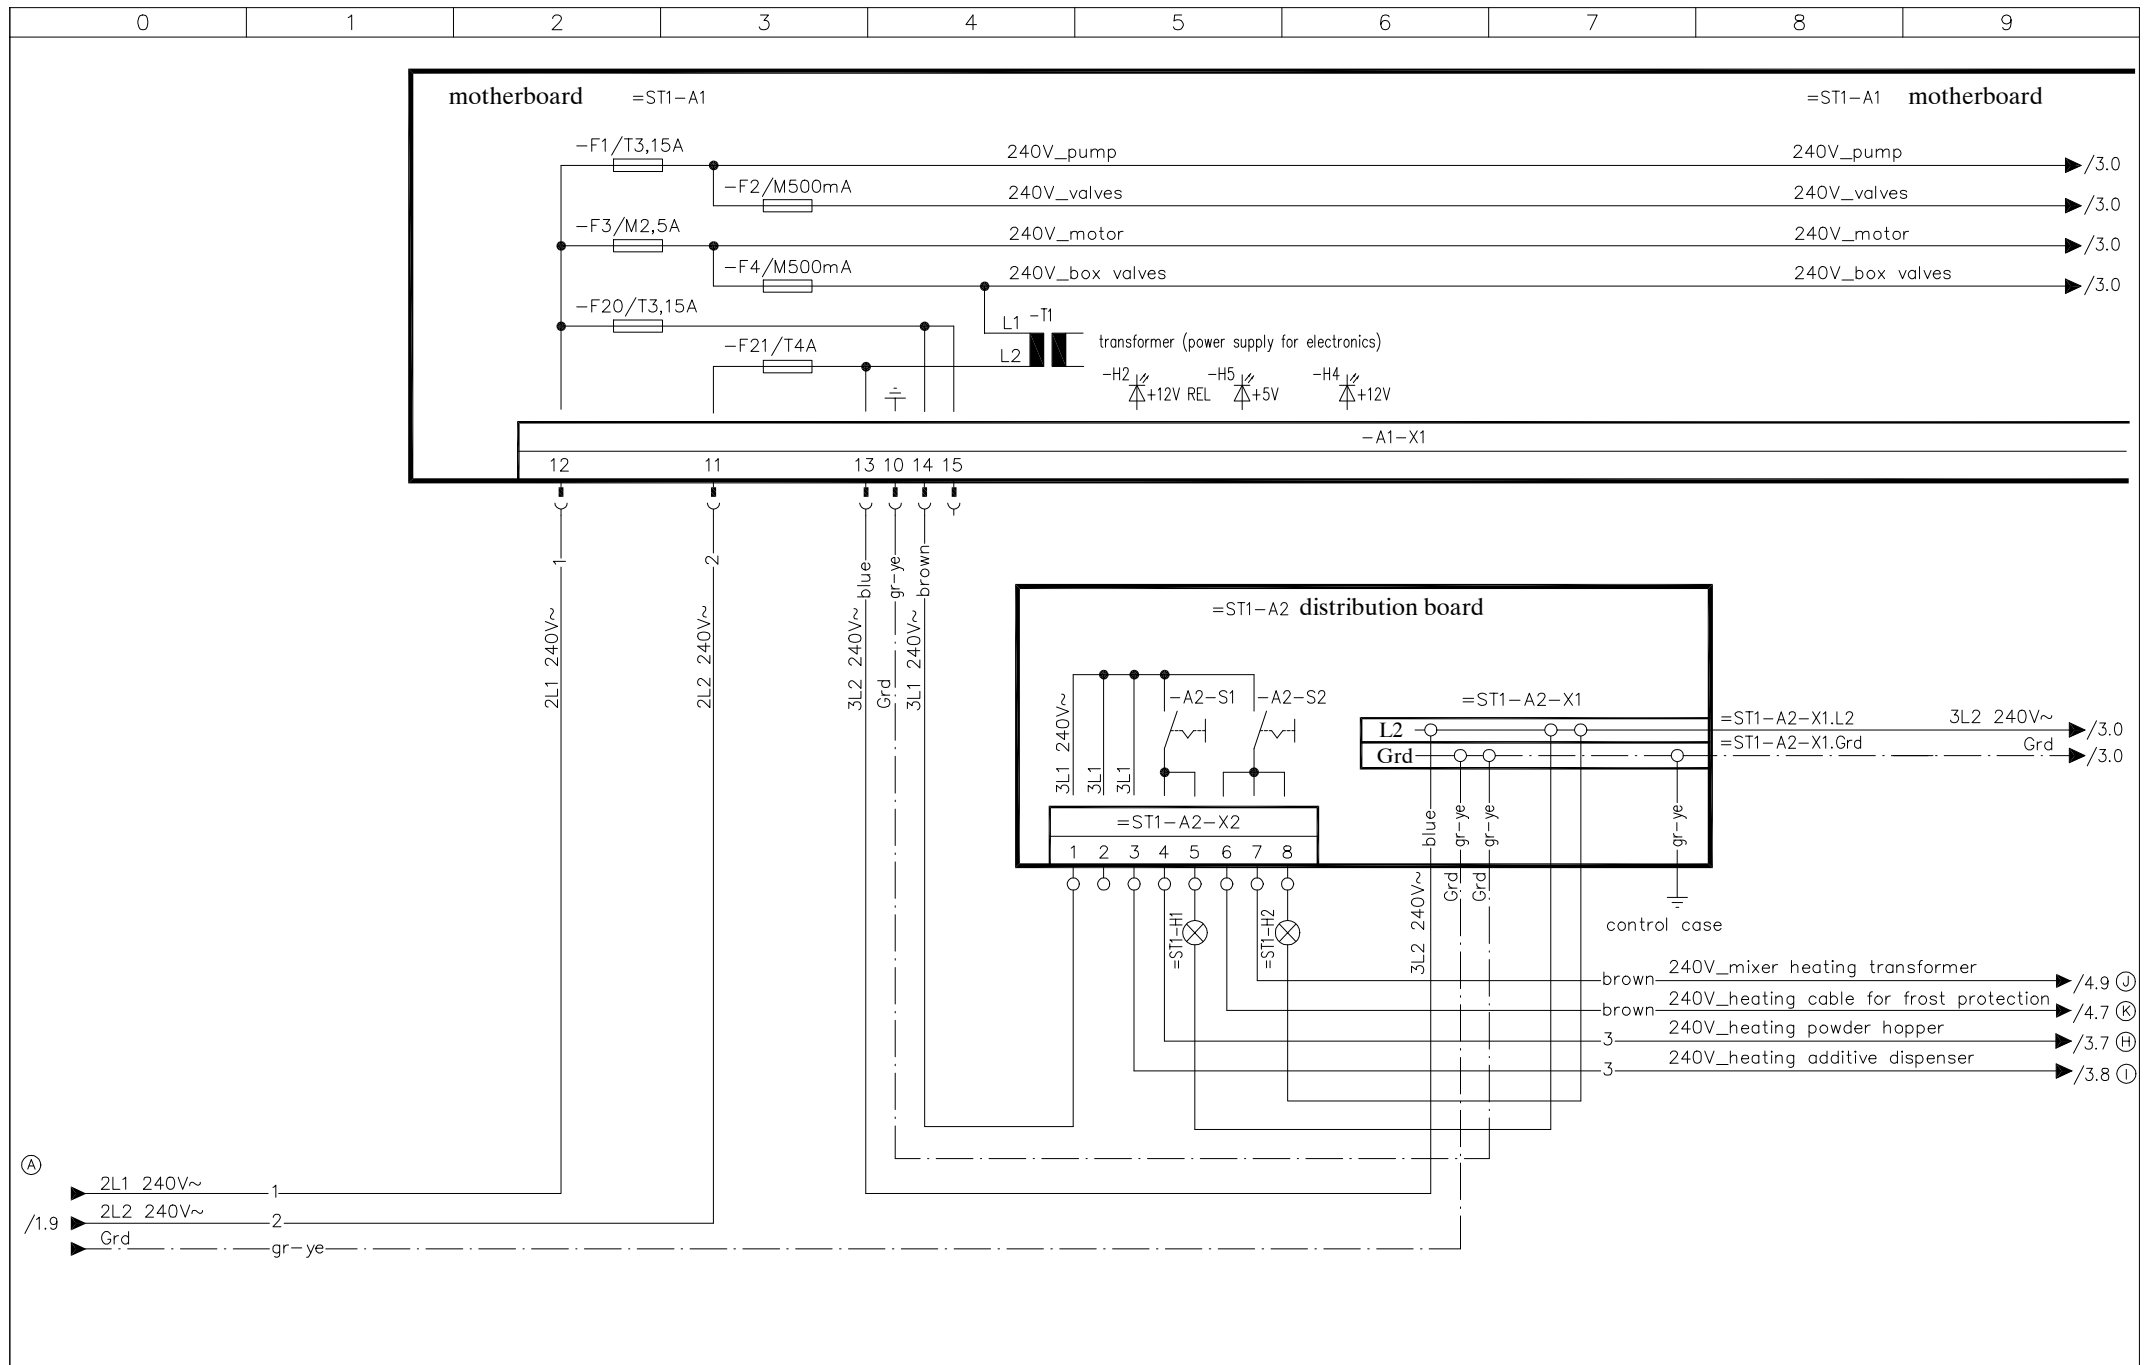 0 1 2 3 4 5 6 7 8 9
motherboard =ST1-A1 =ST1-A1 motherboard
-F1/T3,15A 240V_pump 240V_pump /3.0
-F2/M500mA 240V_valves 240V_valves /3.0
-F3/M2,5A 240V_motor 240V_motor /3.0
-F4/M500mA 240V_box valves 240V_box valves /3.0
-F20/T3,15A L1 -T1
-F21/T4A L2 transformer (power supply for electronics)
-H2 -H5 -H4
+12V REL +5V +12V
-A1-X1
12 11 13 10 14 15
1 2 blue gr-ye brown
2L1 240V~ 2L2 240V~ 3L2 240V~ Grd 3L1 240V~
=ST1-A2 distribution board
-A2-S1 -A2-S2 =ST1-A2-X1
3L1 240V~ 3L1 3L1
L2 =ST1-A2-X1.L2 3L2 240V~ /3.0
Grd =ST1-A2-X1.Grd Grd /3.0
=ST1-A2-X2 blue gr-ye gr-ye gr-ye
1 2 3 4 5 6 7 8
=ST1-H1 =ST1-H2 3L2 240V~ Grd Grd
control case
brown 240V_mixer heating transformer /4.9 J
brown 240V_heating cable for frost protection /4.7 K
3 240V_heating powder hopper /3.7 H
3 240V_heating additive dispenser /3.8 I
A
2L1 240V~ 1
/1.9 2L2 240V~ 2
Grd gr-ye